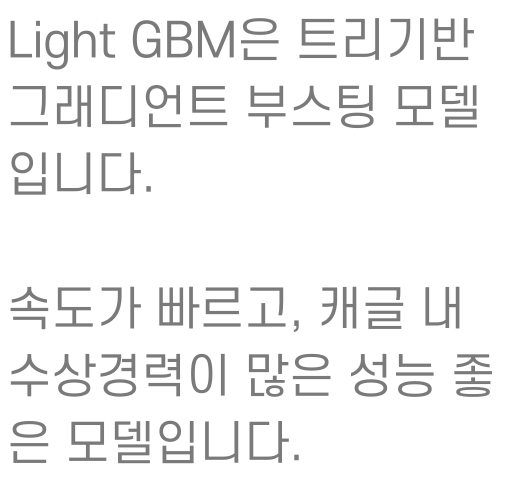 Light GBM은 트리기반
그래디언트 부스팅 모델
입니다.
속도가 빠르고, 캐글 내
수상경력이 많은 성능 좋
은 모델입니다.